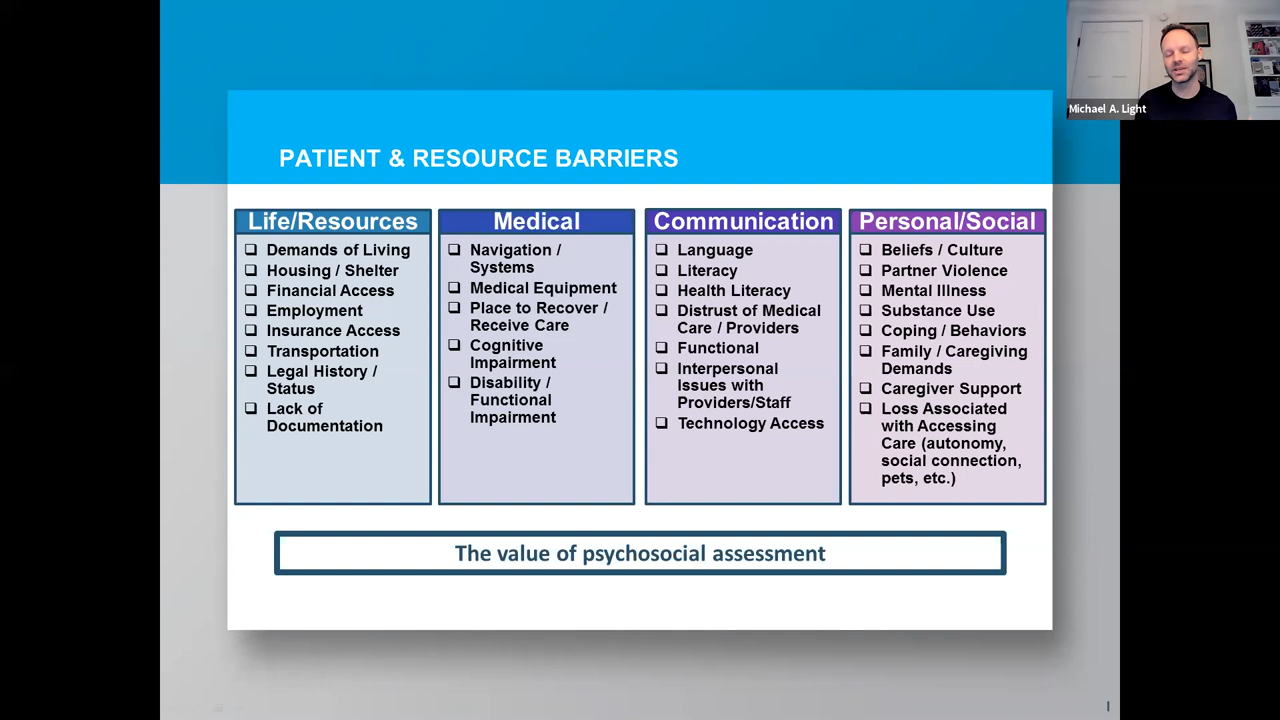 Michael A. Light
PATIENT & RESOURCE BARRIERS
Life/Resources
Demands of Living
Housing / Shelter
Financial Access
Employment
Insurance Access
Transportation
Legal History /
Status
Lack of
Documentation
Medical
Navigation /
Systems
Medical Equipment
Place to Recover /
Receive Care
Cognitive
Impairment
Disability /
Functional
Impairment
Communication
Language
Literacy
Health Literacy
Distrust of Medical
Care / Providers
Functional
Interpersonal
Issues with
Providers/Staff
Technology Access
Personal/Social
Beliefs / Culture
Partner Violence
Mental Illness
Substance Use
Coping / Behaviors
Family / Caregiving
Demands
Caregiver Support
Loss Associated
with Accessing
Care (autonomy,
social connection,
pets, etc.)
The value of psychosocial assessment